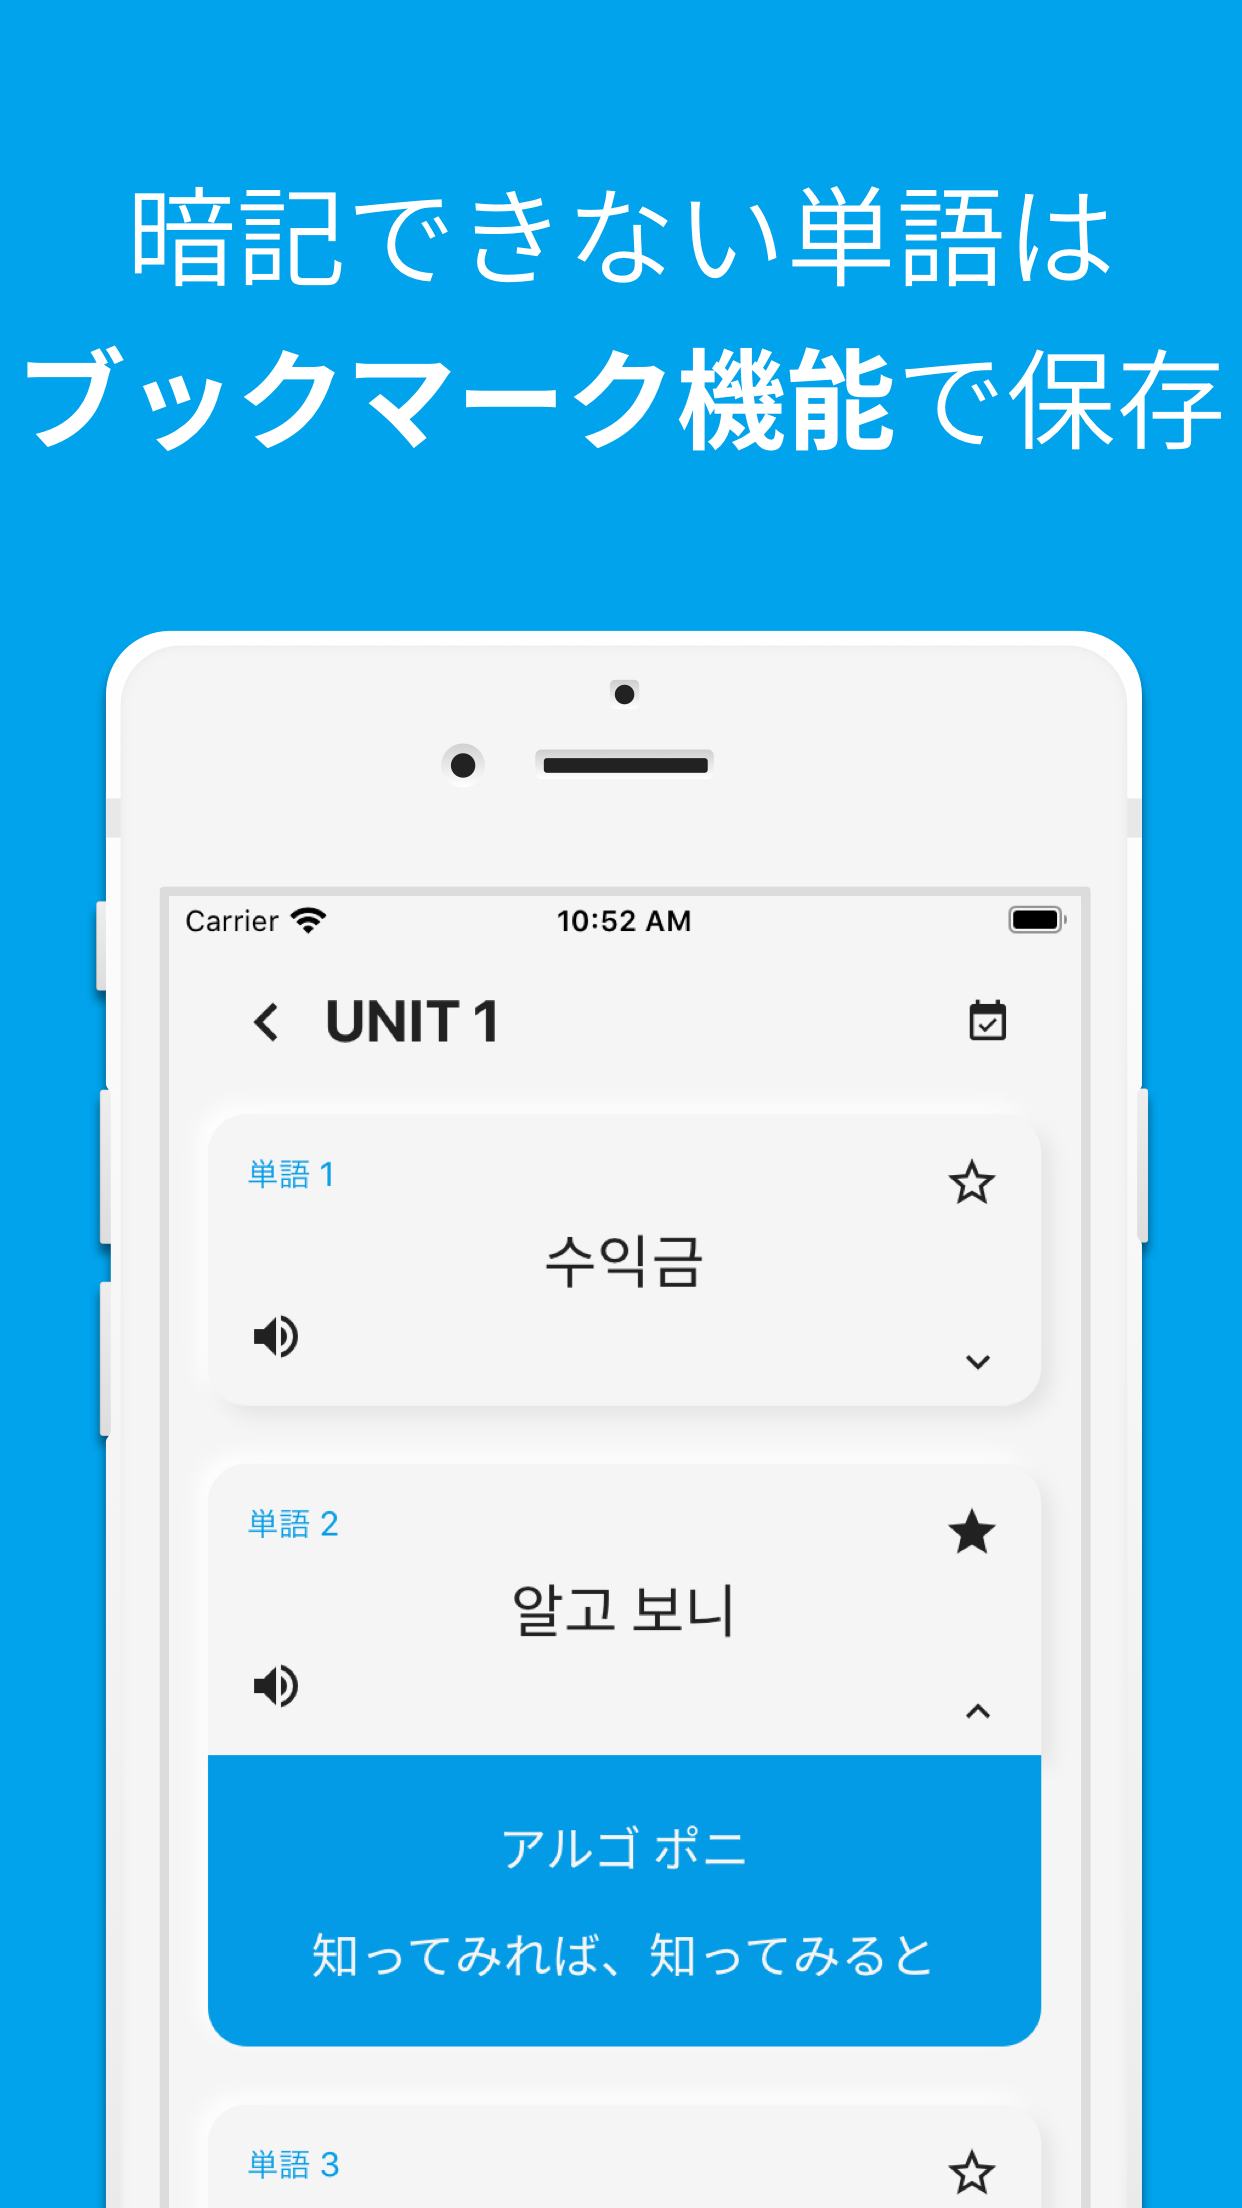 暗記できない単語は
ブックマーク機能で保存
Carrier 10:52 AM
UNIT 1
単語 1
수익금
単語 2
알고 보니
アルゴ ポニ
知ってみれば、知ってみると
単語 3